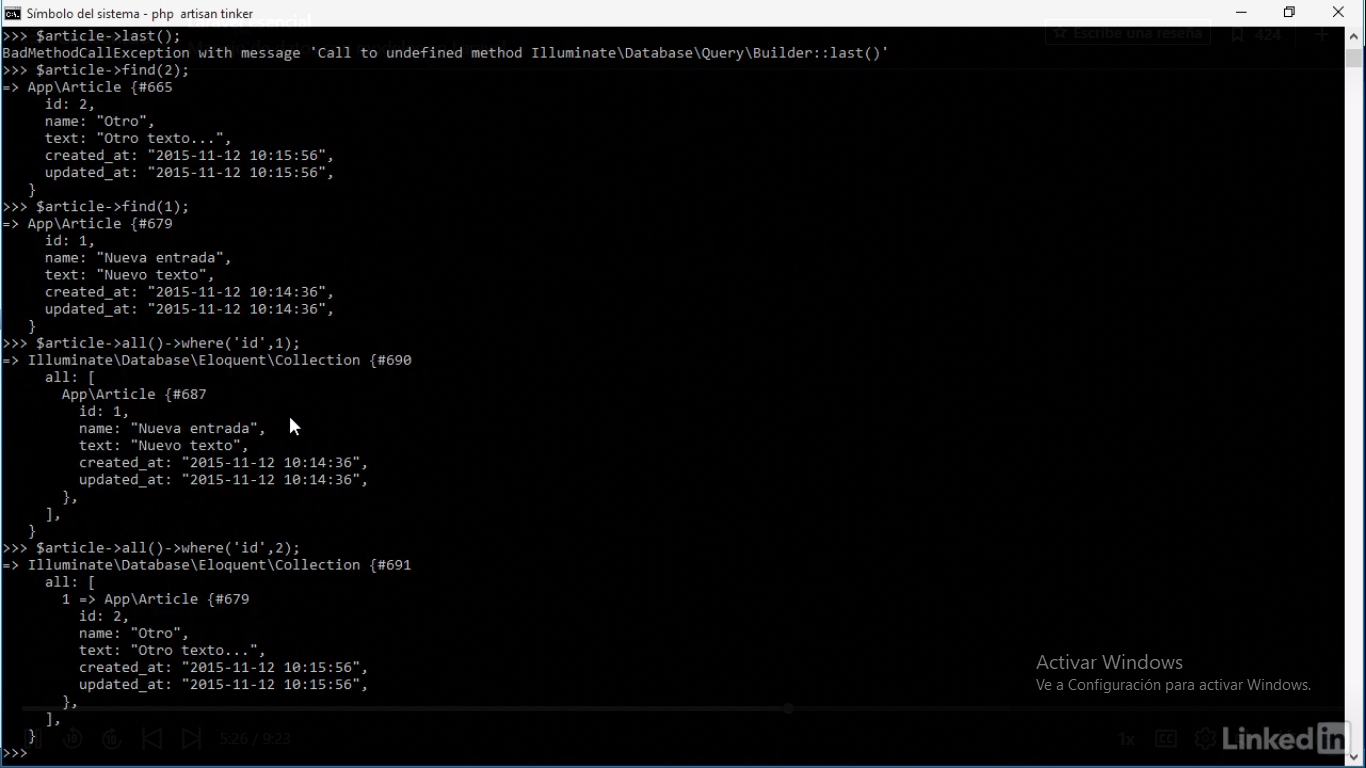 Símbolo del sistema - php  artisan tinker
>>> $article->last();
BadMethodCallException with message 'Call to undefined method Illuminate\Database\Query\Builder::last()'
>>> $article->find(2);
=> App\Article {#665
     id: 2,
     name: "Otro",
     text: "Otro texto...",
     created_at: "2015-11-12 10:15:56",
     updated_at: "2015-11-12 10:15:56",
   }
>>> $article->find(1);
=> App\Article {#679
     id: 1,
     name: "Nueva entrada",
     text: "Nuevo texto",
     created_at: "2015-11-12 10:14:36",
     updated_at: "2015-11-12 10:14:36",
   }
>>> $article->all()->where('id',1);
=> Illuminate\Database\Eloquent\Collection {#690
     all: [
       App\Article {#687
         id: 1,
         name: "Nueva entrada",
         text: "Nuevo texto",
         created_at: "2015-11-12 10:14:36",
         updated_at: "2015-11-12 10:14:36",
       },
     ],
   }
>>> $article->all()->where('id',2);
=> Illuminate\Database\Eloquent\Collection {#691
     all: [
       1 => App\Article {#679
         id: 2,
         name: "Otro",
         text: "Otro texto...",
         created_at: "2015-11-12 10:15:56",
         updated_at: "2015-11-12 10:15:56",
       },
     ],
   }
>>>
Escribe una reseña
424
Activar Windows
Ve a Configuración para activar Windows.
5:26 / 9:23
1x
CC
LinkedIn